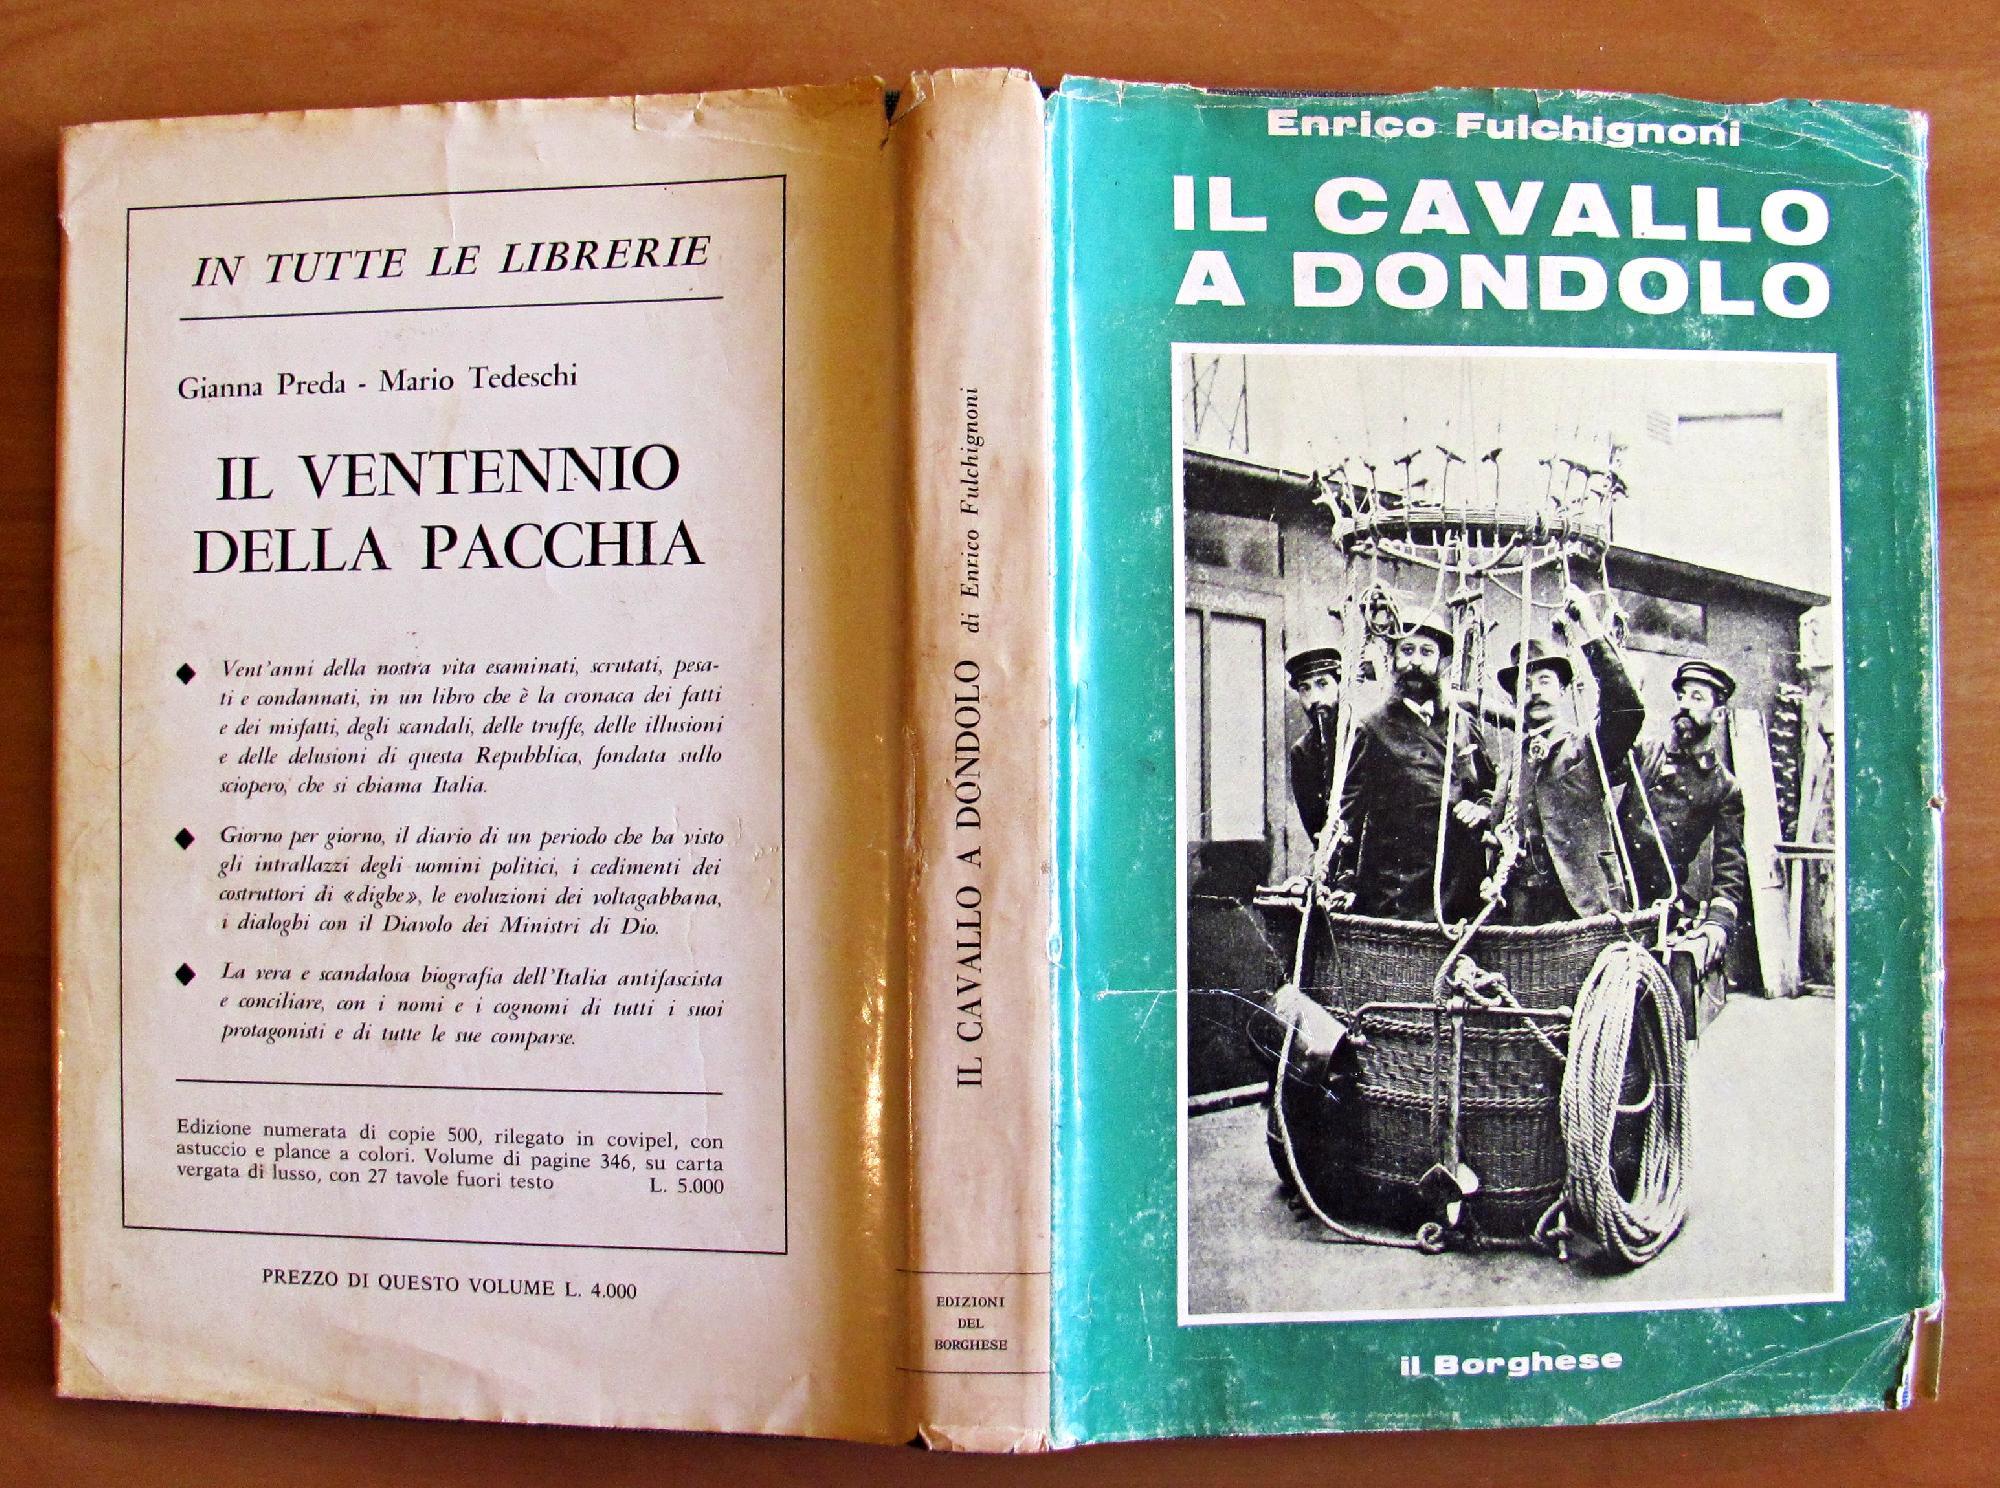 IN TUTTE LE LIBRERIE
Gianna Preda - Mario Tedeschi
IL VENTENNIO
DELLA PACCHIA
◆ Vent'anni della nostra vita esaminati, scrutati, pesa-
ti e condannati, in un libro che è la cronaca dei fatti
e dei misfatti, degli scandali, delle truffe, delle illusioni
e delle delusioni di questa Repubblica, fondata sullo
sciopero, che si chiama Italia.
◆ Giorno per giorno, il diario di un periodo che ha visto
gli intrallazzi degli uomini politici, i cedimenti dei
costruttori di «dighe», le evoluzioni dei voltagabbana,
i dialoghi con il Diavolo dei Ministri di Dio.
◆ La vera e scandalosa biografia dell'Italia antifascista
e conciliare, con i nomi e i cognomi di tutti i suoi
protagonisti e di tutte le sue comparse.
Edizione numerata di copie 500, rilegato in covipel, con
astuccio e plance a colori. Volume di pagine 346, su carta
vergata di lusso, con 27 tavole fuori testo L. 5.000
PREZZO DI QUESTO VOLUME L. 4.000
IL CAVALLO A DONDOLO di Enrico Fulchignoni
EDIZIONI
DEL
BORGHESE
Enrico Fulchignoni
IL CAVALLO
A DONDOLO
il Borghese